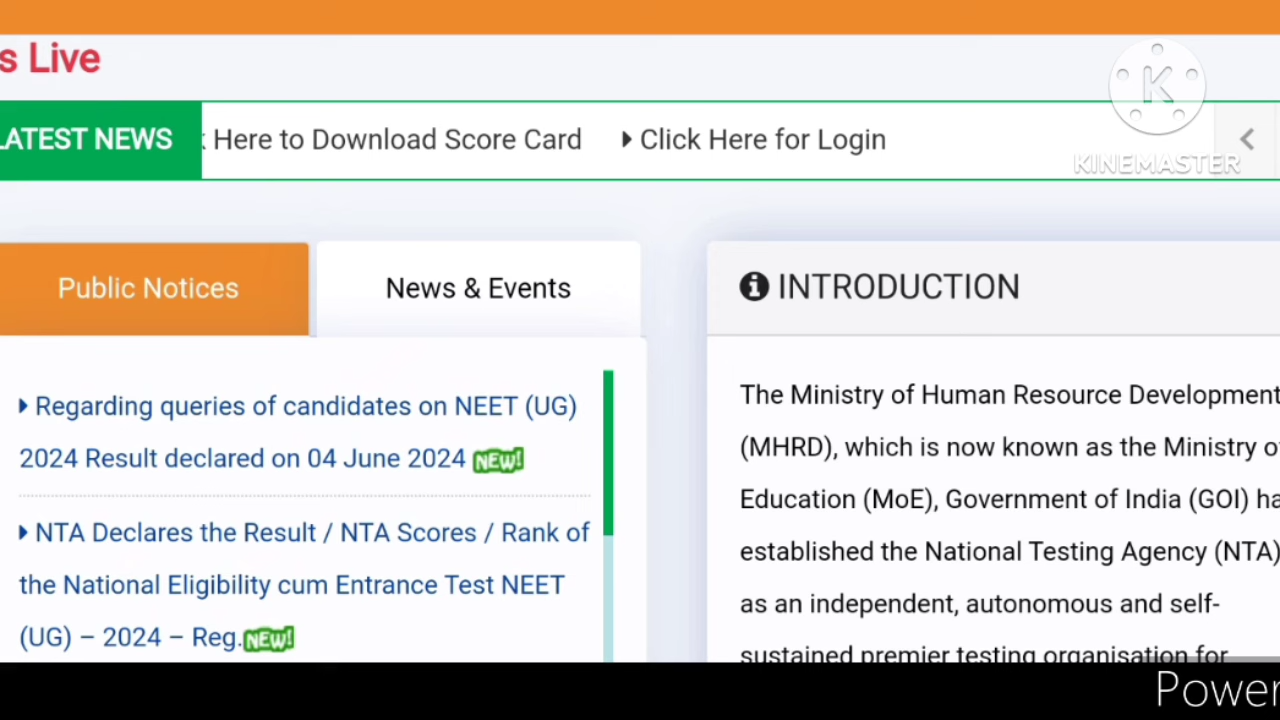 s Live
LATEST NEWS
Here to Download Score Card
Click Here for Login
K
KINEMASTER
Public Notices
News & Events
INTRODUCTION
Regarding queries of candidates on NEET (UG)
2024 Result declared on 04 June 2024 NEW!
NTA Declares the Result / NTA Scores / Rank of
the National Eligibility cum Entrance Test NEET
(UG) – 2024 – Reg. NEW!
The Ministry of Human Resource Development
(MHRD), which is now known as the Ministry of
Education (MoE), Government of India (GOI) ha
established the National Testing Agency (NTA)
as an independent, autonomous and self-
sustained premier testing organisation for
Power